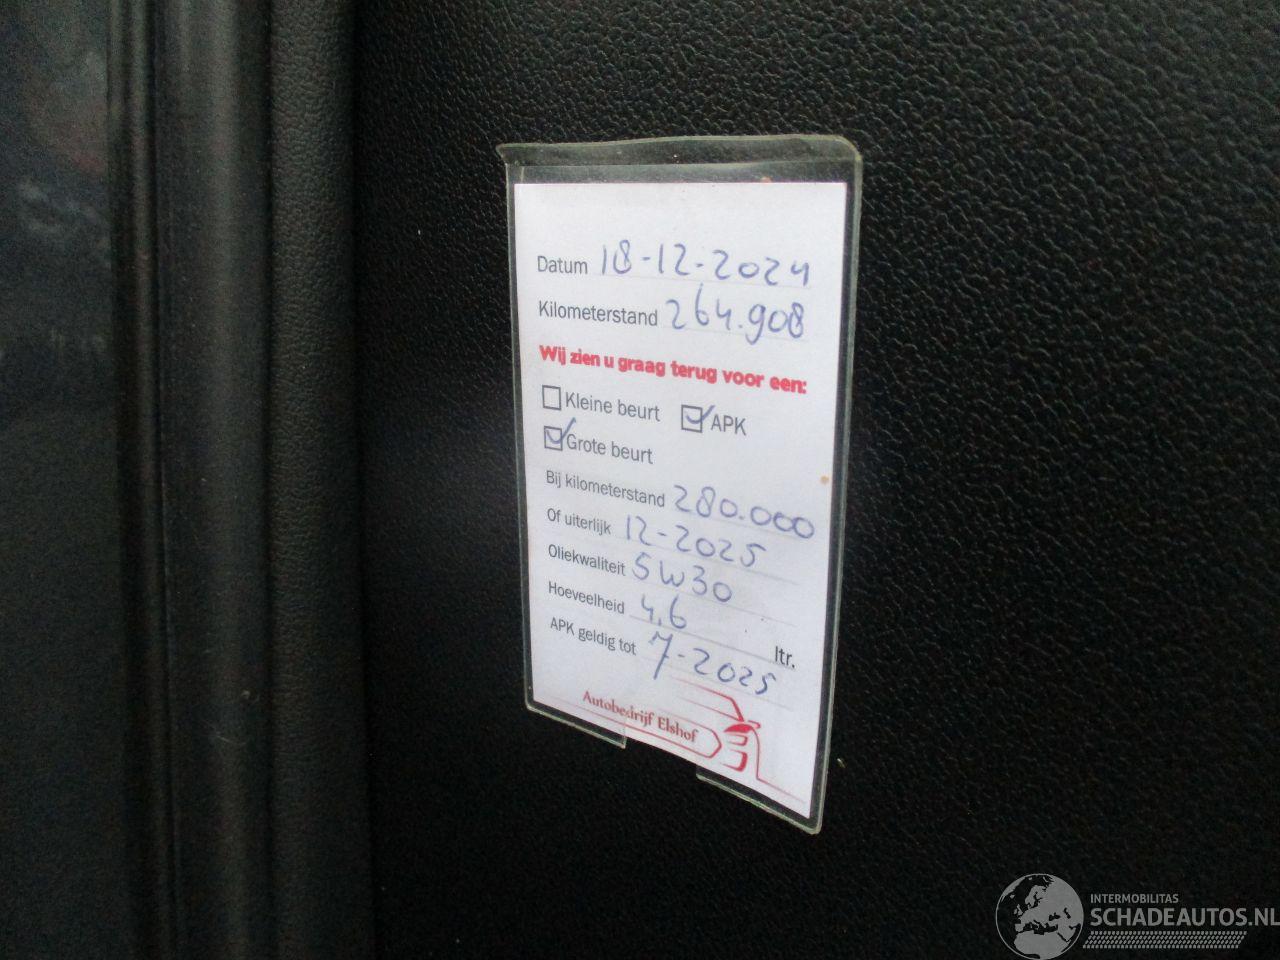 Datum 18-12-2024
Kilometerstand 264.908
Wij zien u graag terug voor een:
Kleine beurt APK
Grote beurt
Bij kilometerstand 280.000
Of uiterlijk 12-2025
Oliekwaliteit 5W30
Hoeveelheid 4,6 ltr.
APK geldig tot 7-2025
Autobedrijf Elshof
INTERMOBILITAS
SCHADEAUTOS.NL